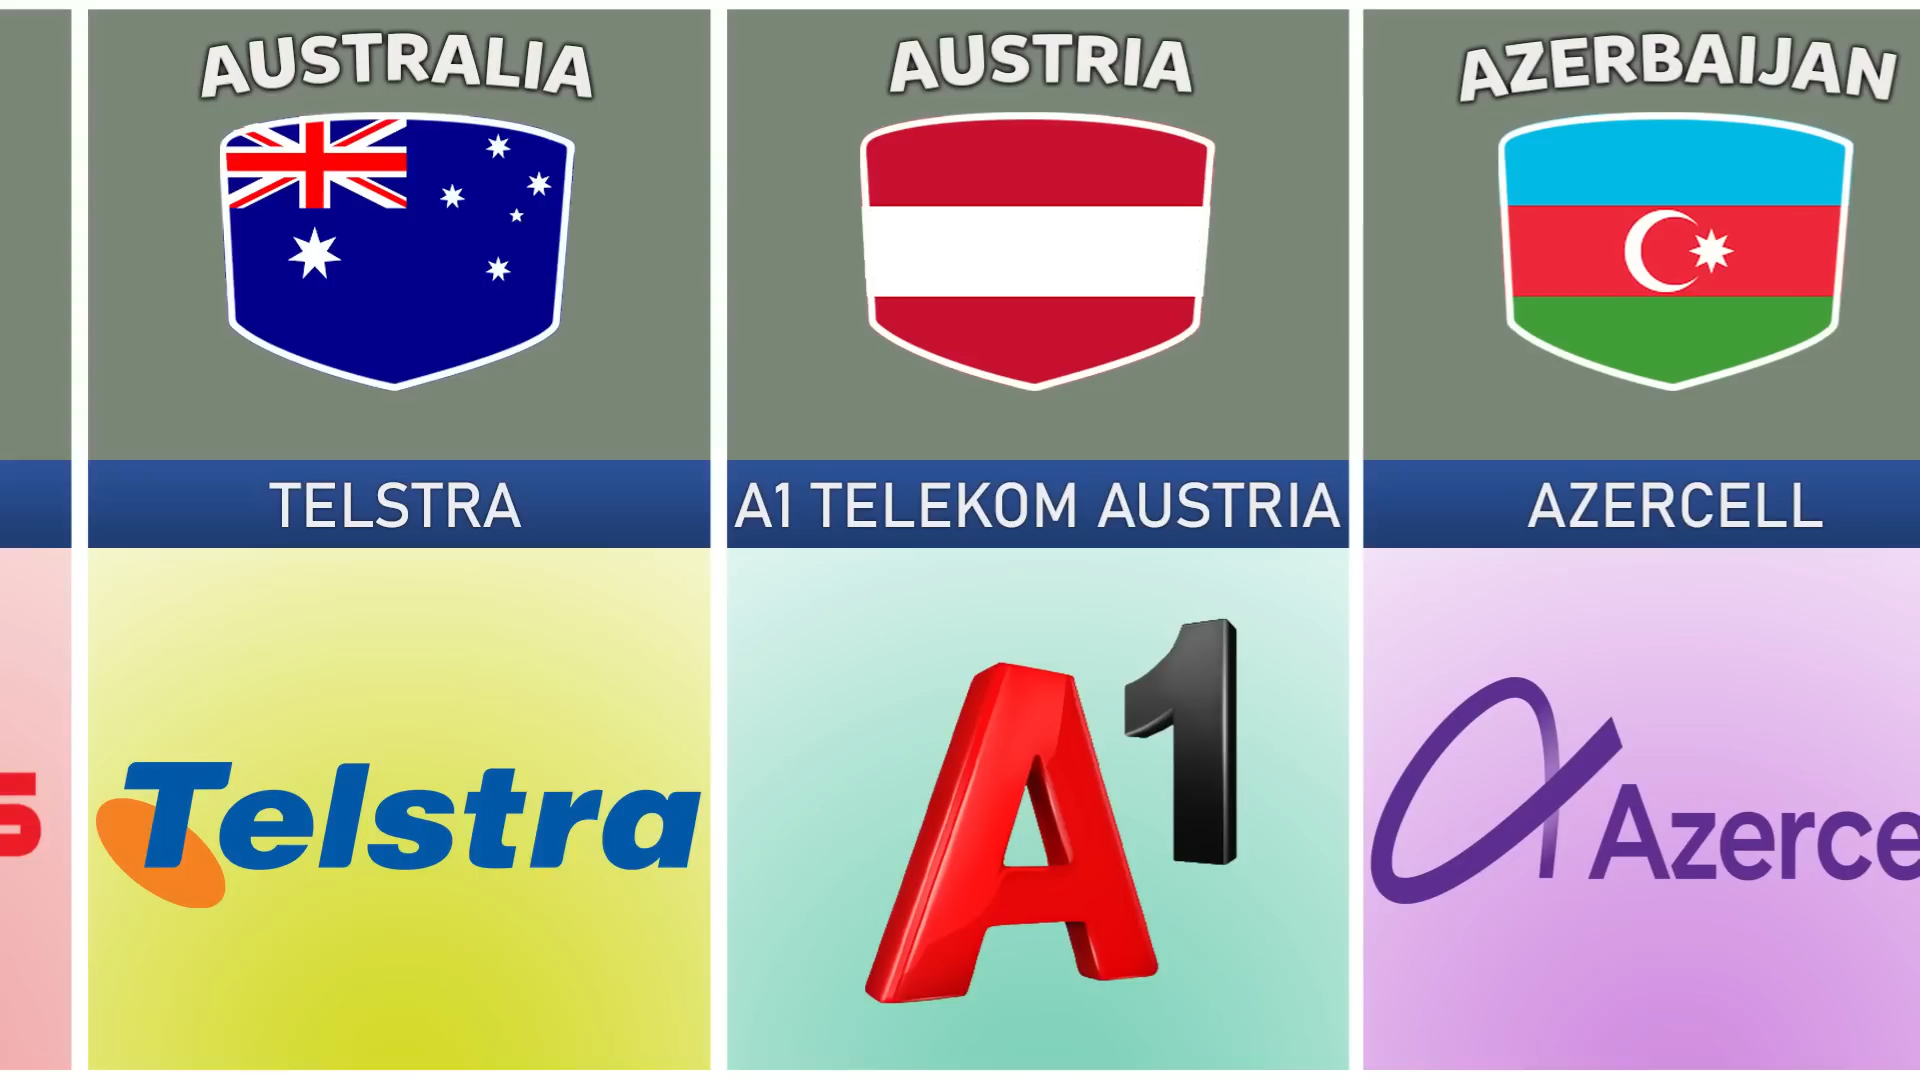 AUSTRALIA
TELSTRA
Telstra
AUSTRIA
A1 TELEKOM AUSTRIA
A1
AZERBAIJAN
AZERCELL
Azerce